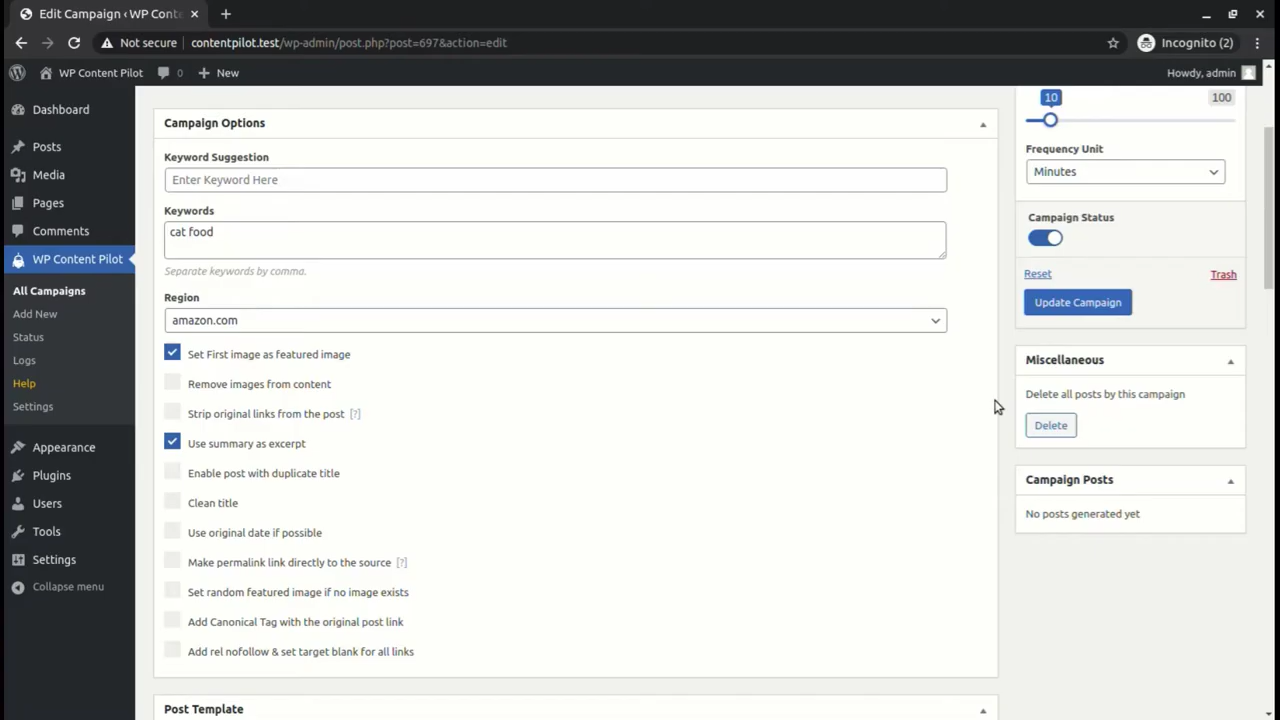 Edit Campaign ‹ WP Conte
Not secure contentpilot.test/wp-admin/post.php?post=697&action=edit Incognito (2)
WP Content Pilot 0 New Howdy, admin
Dashboard
Posts
Media
Pages
Comments
WP Content Pilot
All Campaigns
Add New
Status
Logs
Help
Settings
Appearance
Plugins
Users
Tools
Settings
Collapse menu
Campaign Options
Keyword Suggestion
Enter Keyword Here
Keywords
cat food
Separate keywords by comma.
Region
amazon.com
Set First image as featured image
Remove images from content
Strip original links from the post [?]
Use summary as excerpt
Enable post with duplicate title
Clean title
Use original date if possible
Make permalink link directly to the source [?]
Set random featured image if no image exists
Add Canonical Tag with the original post link
Add rel nofollow & set target blank for all links
Post Template
10 100
Frequency Unit
Minutes
Campaign Status
Reset Trash
Update Campaign
Miscellaneous
Delete all posts by this campaign
Delete
Campaign Posts
No posts generated yet